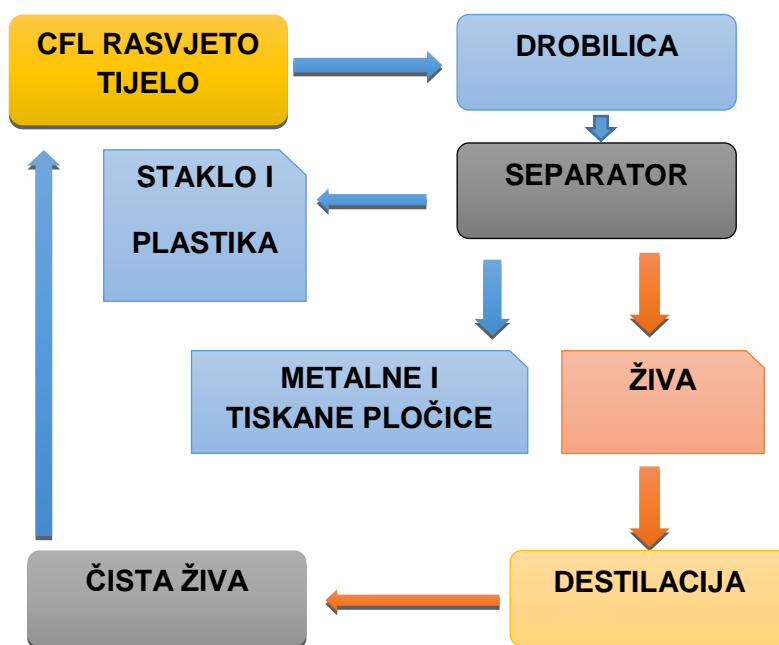 CFL RASVJETO
TIJELO
DROBILICA
SEPARATOR
STAKLO I
PLASTIKA
METALNE I
TISKANE PLOČICE
ŽIVA
ČISTA ŽIVA
DESTILACIJA